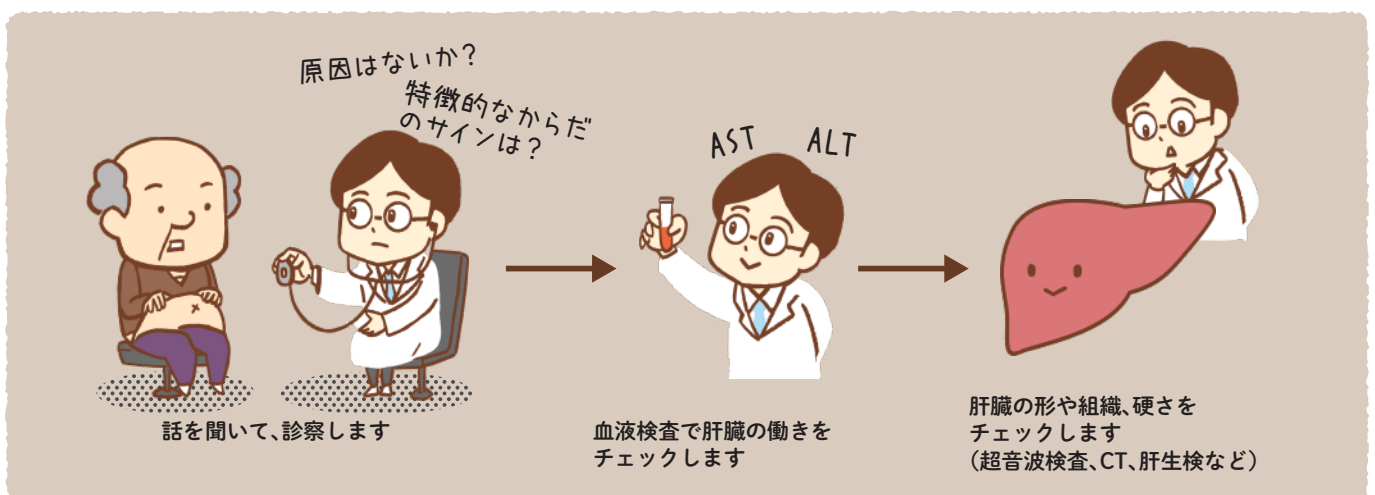 原因はないか?
特徴的なからだ
のサインは?
話を聞いて、診察します
AST ALT
血液検査で肝臓の働きを
チェックします
肝臓の形や組織、硬さを
チェックします
(超音波検査、CT、肝生検など)